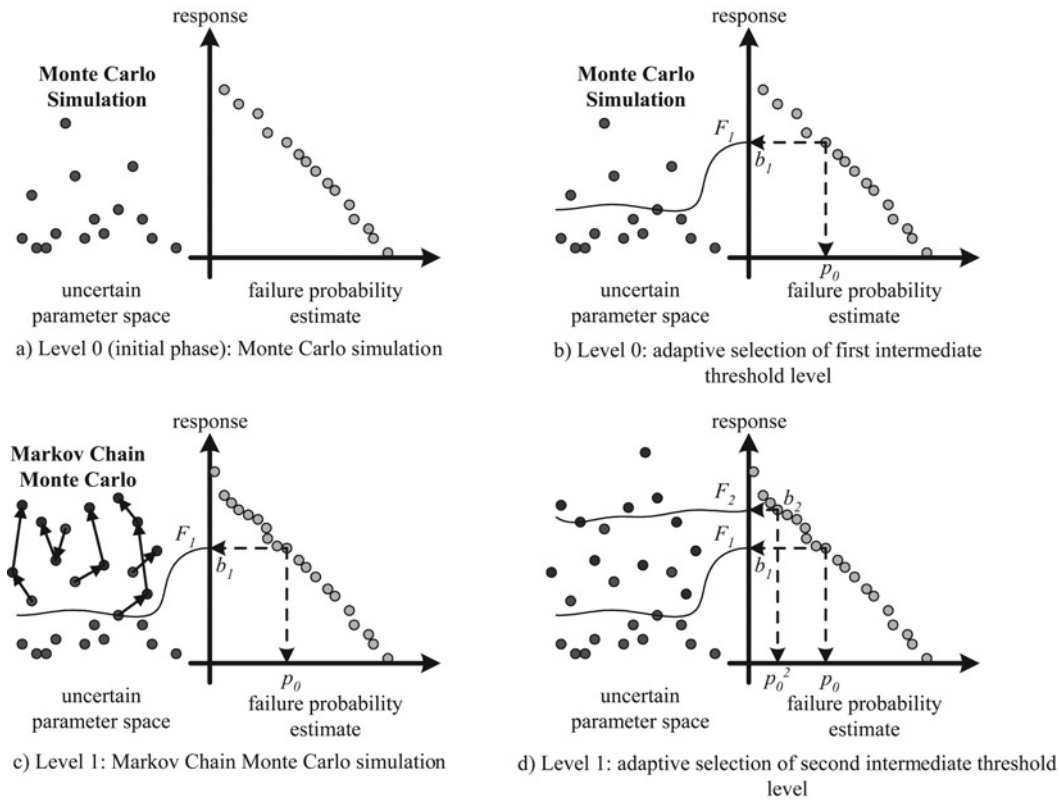 response
Monte Carlo
Simulation
uncertain
parameter space
failure probability
estimate
a) Level 0 (initial phase): Monte Carlo simulation
response
Monte Carlo
Simulation
F₁
b₁
p₀
uncertain
parameter space
failure probability
estimate
b) Level 0: adaptive selection of first intermediate
threshold level
response
Markov Chain
Monte Carlo
F₁
b₁
p₀
uncertain
parameter space
failure probability
estimate
c) Level 1: Markov Chain Monte Carlo simulation
response
F₂
b₂
F₁
b₁
p₀² p₀
uncertain
parameter space
failure probability
estimate
d) Level 1: adaptive selection of second intermediate threshold
level